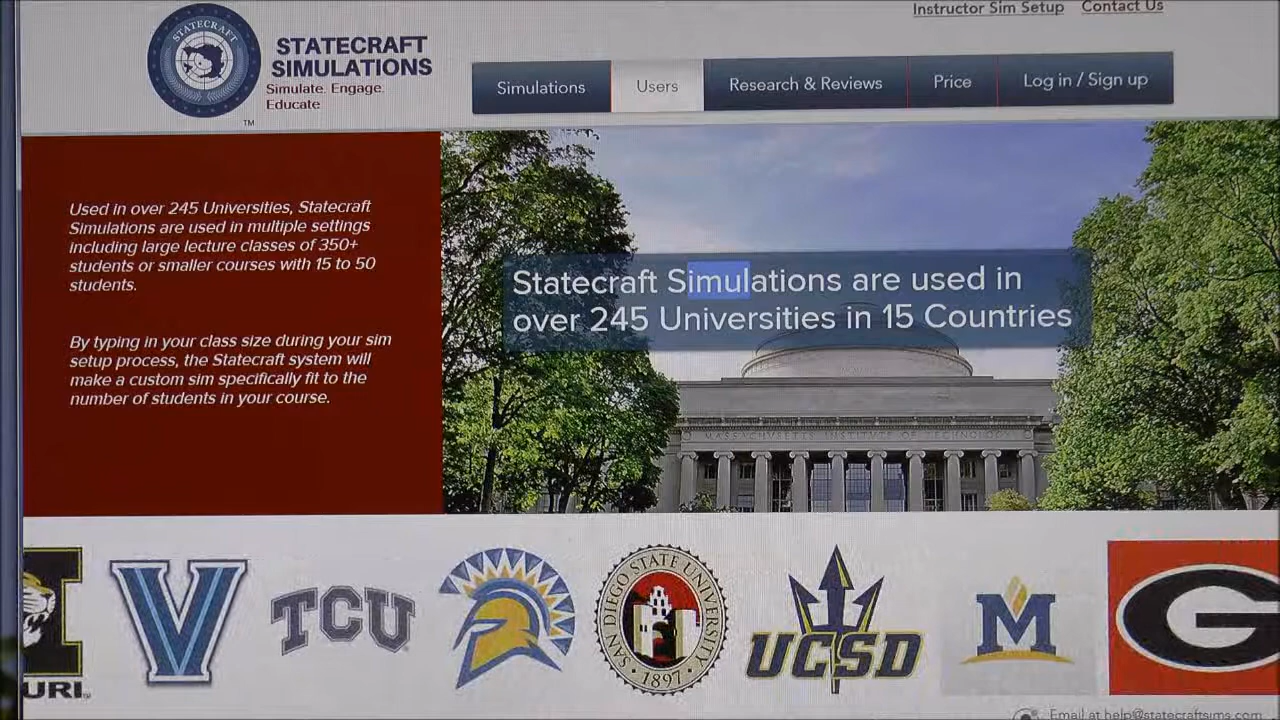 Instructor Sim Setup Contact Us
STATECRAFT
STATECRAFT
SIMULATIONS
Simulate. Engage.
Educate
TM
Simulations Users Research & Reviews Price Log in / Sign up
Used in over 245 Universities, Statecraft
Simulations are used in multiple settings
including large lecture classes of 350+
students or smaller courses with 15 to 50
students.
By typing in your class size during your sim
setup process, the Statecraft system will
make a custom sim specifically fit to the
number of students in your course.
Statecraft Simulations are used in
over 245 Universities in 15 Countries
MASSACHVSETTS INSTITVTE OF TECHNOLOGY
URI
V
TCU
SAN DIEGO STATE UNIVERSITY
• 1897 •
UCSD
M
G
Email at help@statecraftsims.com